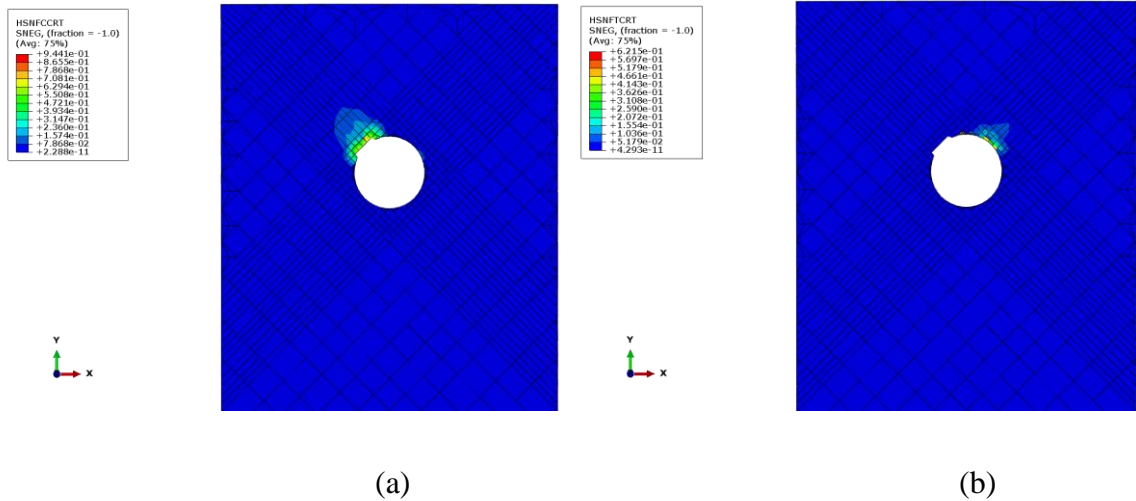 HSNFCCRT
SNEG, (fraction = -1.0)
(Avg: 75%)
+9.441e-01
+8.655e-01
+7.868e-01
+7.081e-01
+6.294e-01
+5.508e-01
+4.721e-01
+3.934e-01
+3.147e-01
+2.360e-01
+1.574e-01
+7.868e-02
+2.288e-11
Y
X
HSNFTCRT
SNEG, (fraction = -1.0)
(Avg: 75%)
+6.215e-01
+5.697e-01
+5.179e-01
+4.661e-01
+4.143e-01
+3.626e-01
+3.108e-01
+2.590e-01
+2.072e-01
+1.554e-01
+1.036e-01
+5.179e-02
+4.293e-11
Y
X
(a)
(b)